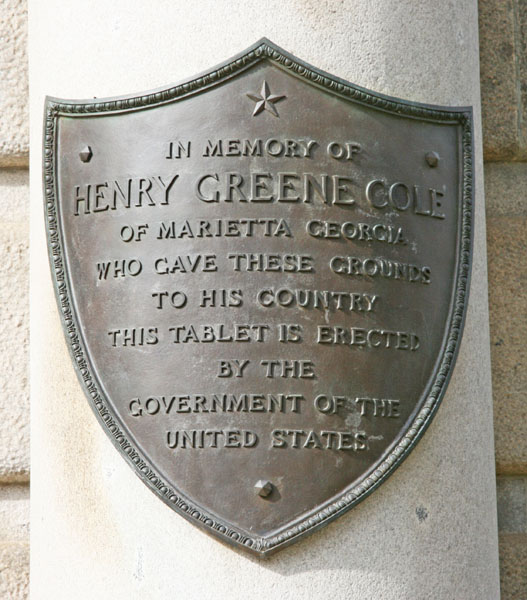 IN MEMORY OF
HENRY GREENE COLE
OF MARIETTA GEORGIA
WHO GAVE THESE GROUNDS
TO HIS COUNTRY
THIS TABLET IS ERECTED
BY THE
GOVERNMENT OF THE
UNITED STATES